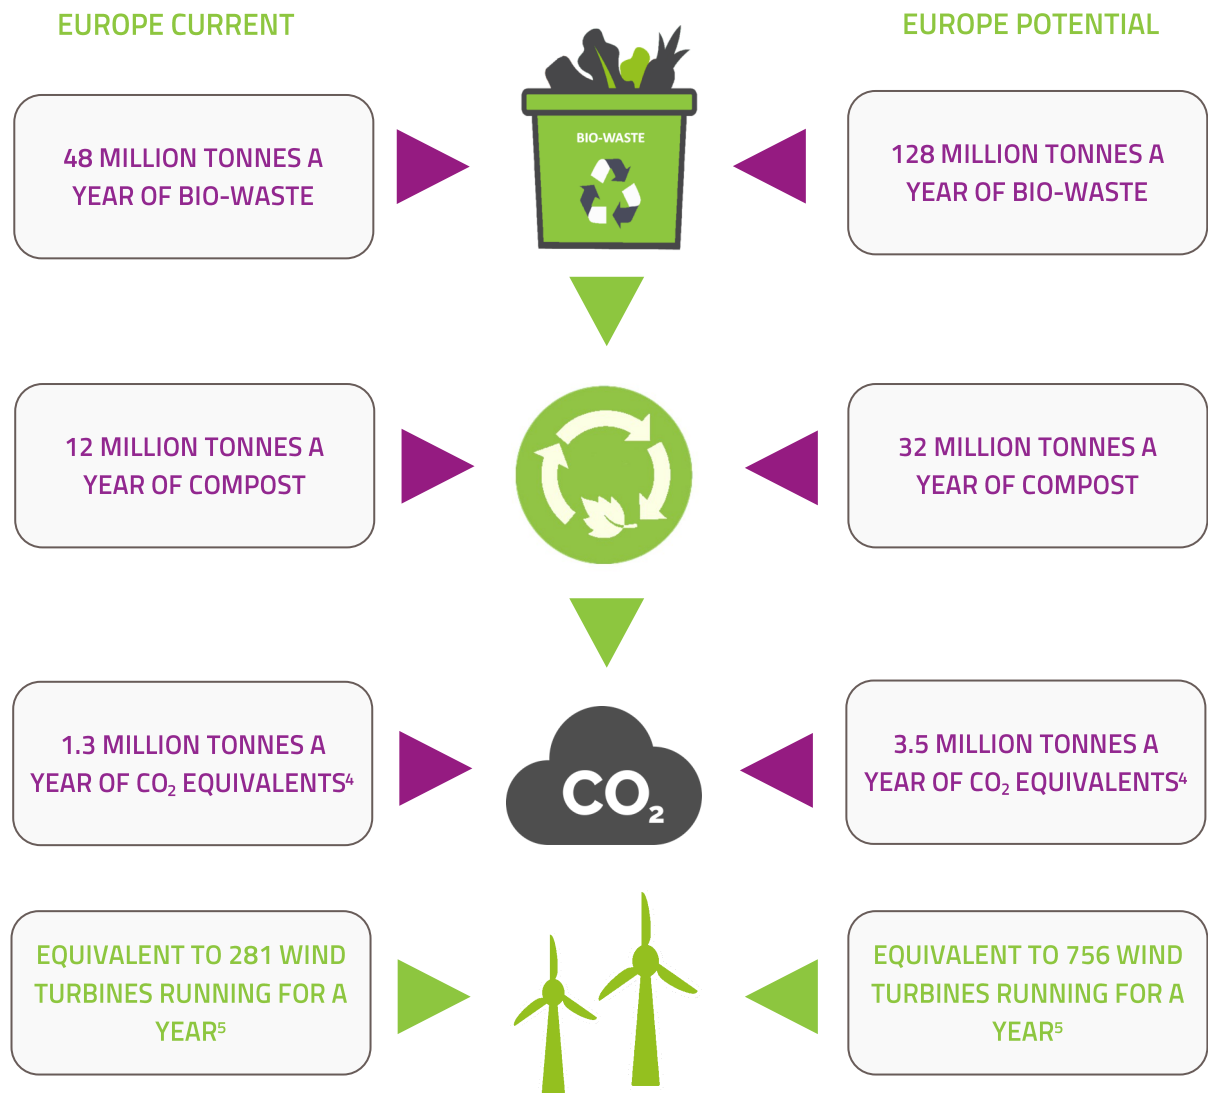 EUROPE CURRENT
EUROPE POTENTIAL
48 MILLION TONNES A
YEAR OF BIO-WASTE
BIO-WASTE
128 MILLION TONNES A
YEAR OF BIO-WASTE
12 MILLION TONNES A
YEAR OF COMPOST
32 MILLION TONNES A
YEAR OF COMPOST
1.3 MILLION TONNES A
YEAR OF CO₂ EQUIVALENTS⁴
CO₂
3.5 MILLION TONNES A
YEAR OF CO₂ EQUIVALENTS⁴
EQUIVALENT TO 281 WIND
TURBINES RUNNING FOR A
YEAR⁵
EQUIVALENT TO 756 WIND
TURBINES RUNNING FOR A
YEAR⁵